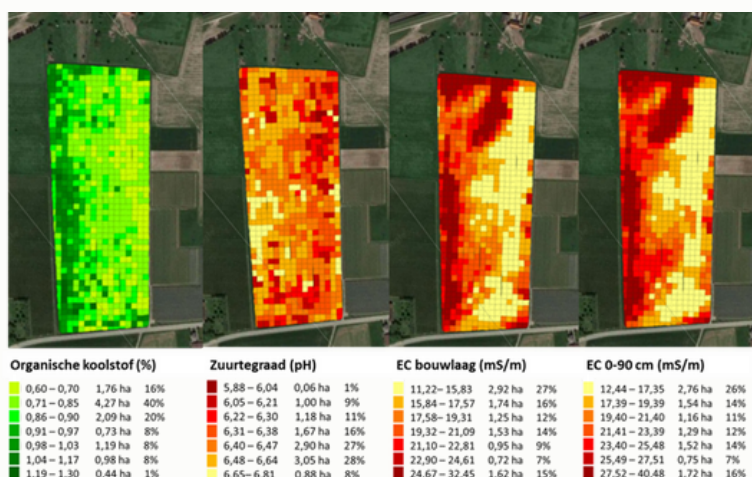 Organische koolstof (%)
0,60 – 0,70 1,76 ha 16%
0,71 – 0,85 4,27 ha 40%
0,86 – 0,90 2,09 ha 20%
0,91 – 0,97 0,73 ha 8%
0,98 – 1,03 1,19 ha 8%
1,04 – 1,17 0,98 ha 8%
1,19 – 1,30 0,44 ha 1%
Zuurtegraad (pH)
5,88 – 6,04 0,06 ha 1%
6,05 – 6,21 1,00 ha 9%
6,22 – 6,30 1,18 ha 11%
6,31 – 6,38 1,67 ha 16%
6,40 – 6,47 2,90 ha 27%
6,48 – 6,64 3,05 ha 28%
6,65 – 6,81 0,88 ha 8%
EC bouwlaag (mS/m)
11,22 – 15,83 2,92 ha 27%
15,84 – 17,57 1,74 ha 16%
17,58 – 19,31 1,25 ha 12%
19,32 – 21,09 1,53 ha 14%
21,10 – 22,81 0,95 ha 9%
22,90 – 24,61 0,72 ha 7%
24,67 – 32,45 1,62 ha 15%
EC 0-90 cm (mS/m)
12,44 – 17,35 2,76 ha 26%
17,39 – 19,39 1,54 ha 14%
19,40 – 21,40 1,16 ha 11%
21,41 – 23,39 1,29 ha 12%
23,40 – 25,48 1,52 ha 14%
25,49 – 27,51 0,75 ha 7%
27,52 – 40,48 1,72 ha 16%